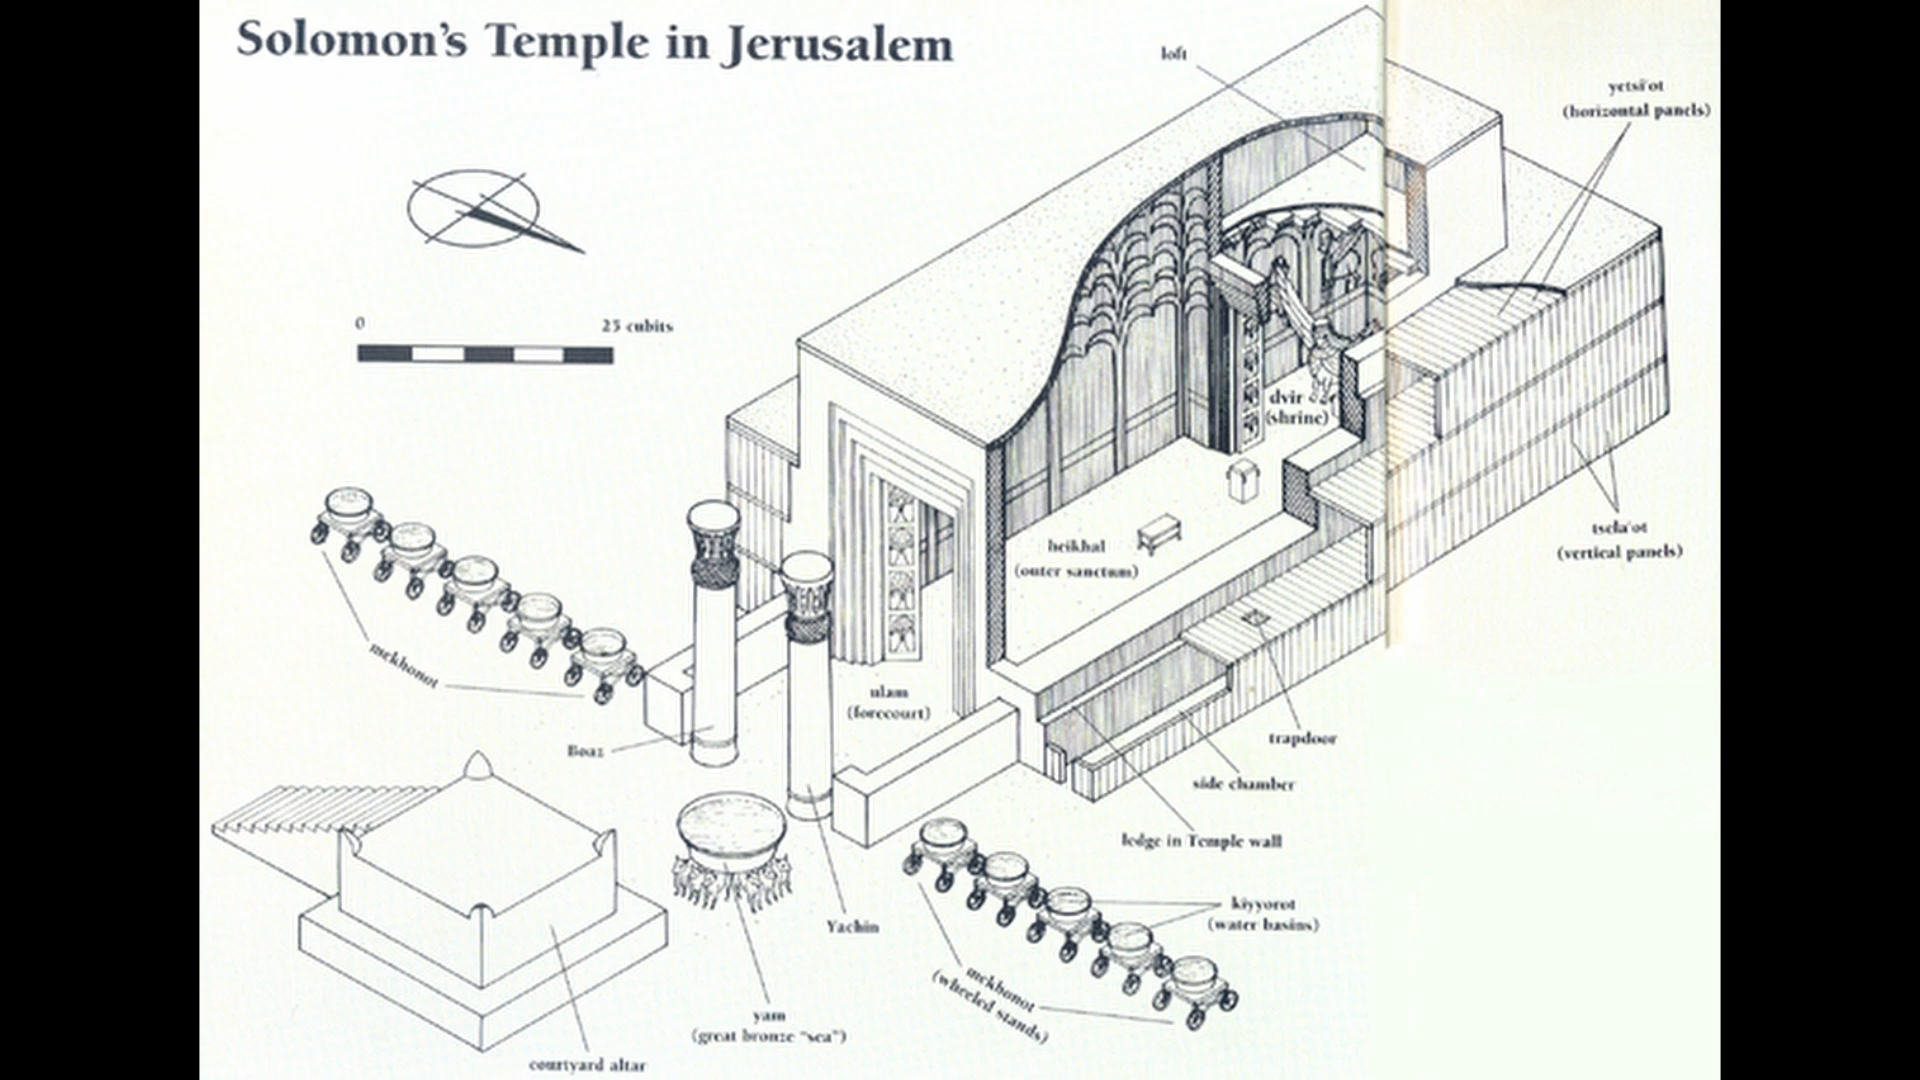 Solomon's Temple in Jerusalem
loft
yetsi'ot
(horizontal panels)
0
25 cubits
dvir
(shrine)
heikhal
(outer sanctum)
tsela'ot
(vertical panels)
mekhonot
ulam
(forecourt)
Boaz
trapdoor
side chamber
ledge in Temple wall
kiyyorot
(water basins)
Yachin
mekhonot
(wheeled stands)
yam
(great bronze "sea")
courtyard altar